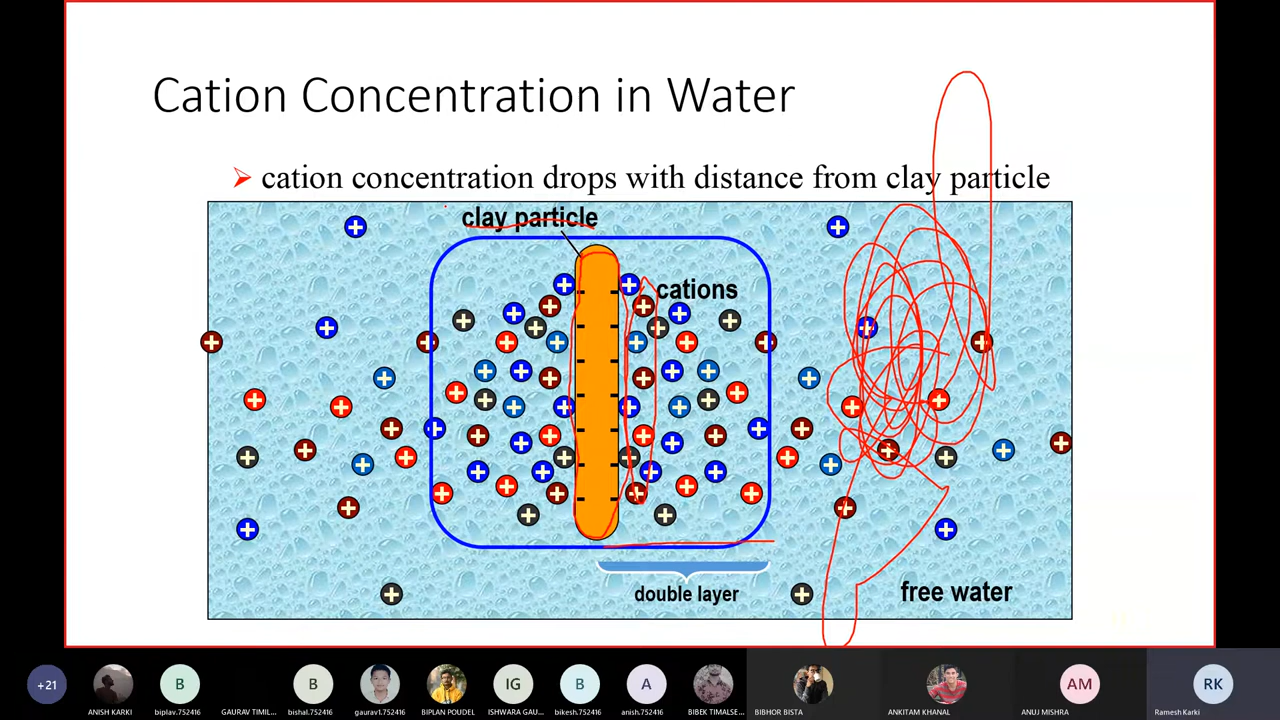 Cation Concentration in Water
cation concentration drops with distance from clay particle
clay particle
cations
double layer
free water
+21
ANISH KARKI
B
biplav.752416
GAURAV TIMIL...
B
bishal.752416
gaurav1.752416
BIPLAN POUDEL
IG
ISHWARA GAU...
B
bikesh.752416
A
anish.752416
BIBEK TIMALSE...
BIBHOR BISTA
ANKITAM KHANAL
AM
ANUJ MISHRA
RK
Ramesh Karki